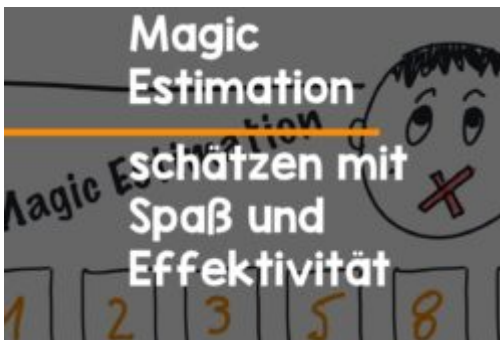 Magic
Estimation
schätzen mit
Spaß und
Effektivität
Magic Estimation
1 2 3 5 8